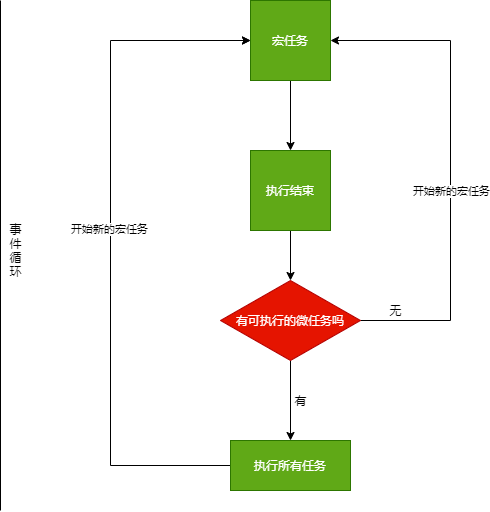 宏任务
执行结束
开始新的宏任务
开始新的宏任务
事
件
循
环
有可执行的微任务吗
无
有
执行所有任务